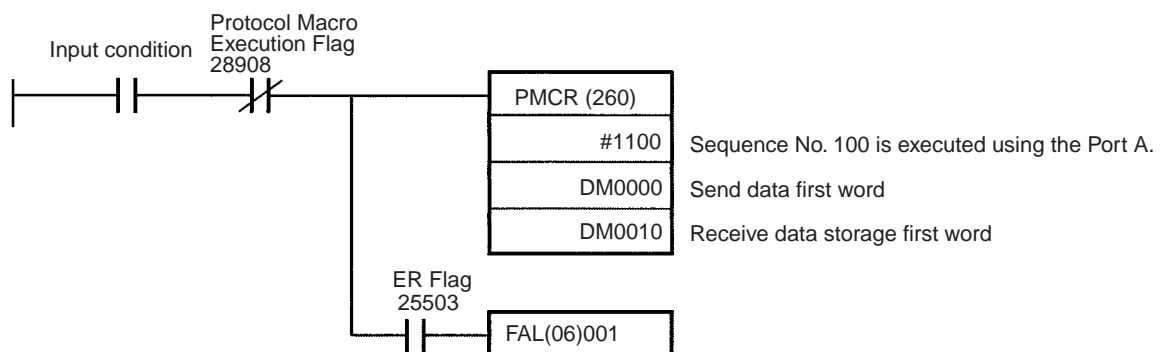 Protocol Macro
Input condition Execution Flag
28908
PMCR (260)
#1100 Sequence No. 100 is executed using the Port A.
DM0000 Send data first word
DM0010 Receive data storage first word
ER Flag
25503
FAL(06)001